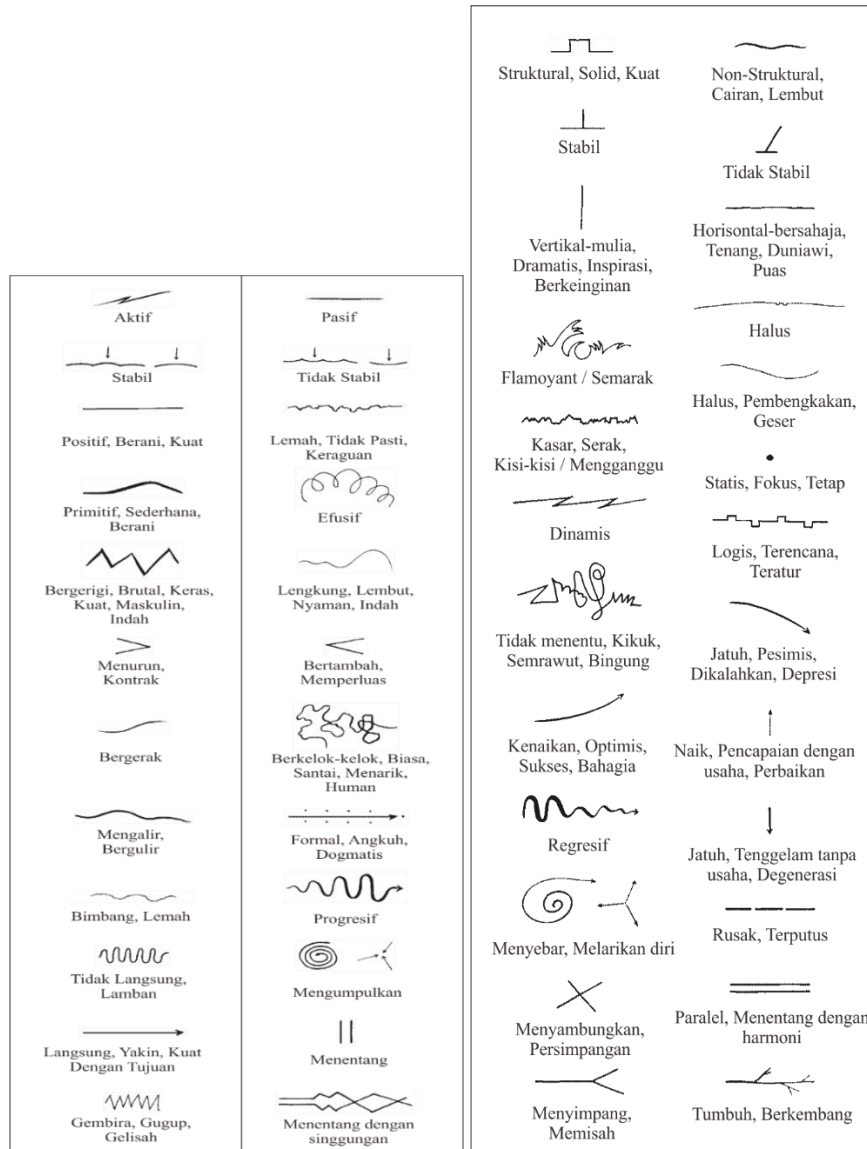 Aktif
Pasif
Stabil
Tidak Stabil
Positif, Berani, Kuat
Lemah, Tidak Pasti,
Keraguan
Primitif, Sederhana,
Berani
Efusif
Bergerigi, Brutal, Keras,
Kuat, Maskulin,
Indah
Lengkung, Lembut,
Nyaman, Indah
Menurun,
Kontrak
Bertambah,
Memperluas
Bergerak
Berkelok-kelok, Biasa,
Santai, Menarik,
Human
Mengalir,
Bergulir
Formal, Angkuh,
Dogmatis
Bimbang, Lemah
Progresif
Tidak Langsung,
Lamban
Mengumpulkan
Langsung, Yakin, Kuat
Dengan Tujuan
Menentang
Gembira, Gugup,
Gelisah
Menentang dengan
singgungan
Struktural, Solid, Kuat
Non-Struktural,
Cairan, Lembut
Stabil
Tidak Stabil
Vertikal-mulia,
Dramatis, Inspirasi,
Berkeinginan
Horisontal-bersahaja,
Tenang, Duniawi,
Puas
Flamoyant / Semarak
Halus
Kasar, Serak,
Kisi-kisi / Mengganggu
Halus, Pembengkakan,
Geser
Dinamis
Statis, Fokus, Tetap
Tidak menentu, Kikuk,
Semrawut, Bingung
Logis, Terencana,
Teratur
Kenaikan, Optimis,
Sukses, Bahagia
Jatuh, Pesimis,
Dikalahkan, Depresi
Regresif
Naik, Pencapaian dengan
usaha, Perbaikan
Menyebar, Melarikan diri
Jatuh, Tenggelam tanpa
usaha, Degenerasi
Menyambungkan,
Persimpangan
Rusak, Terputus
Menyimpang,
Memisah
Paralel, Menentang dengan
harmoni
Tumbuh, Berkembang